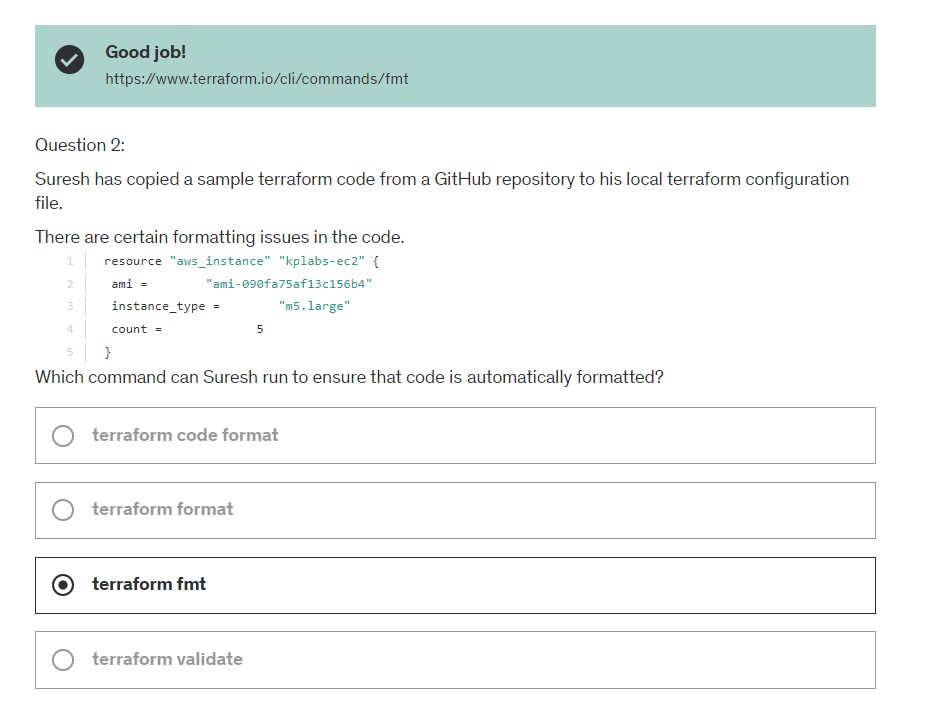 Good job!
https://www.terraform.io/cli/commands/fmt
Question 2:
Suresh has copied a sample terraform code from a GitHub repository to his local terraform configuration
file.
There are certain formatting issues in the code.
1 resource "aws_instance" "kplabs-ec2" {
2 ami =        "ami-090fa75af13c156b4"
3 instance_type =        "m5.large"
4 count =             5
5 }
Which command can Suresh run to ensure that code is automatically formatted?
terraform code format
terraform format
terraform fmt
terraform validate